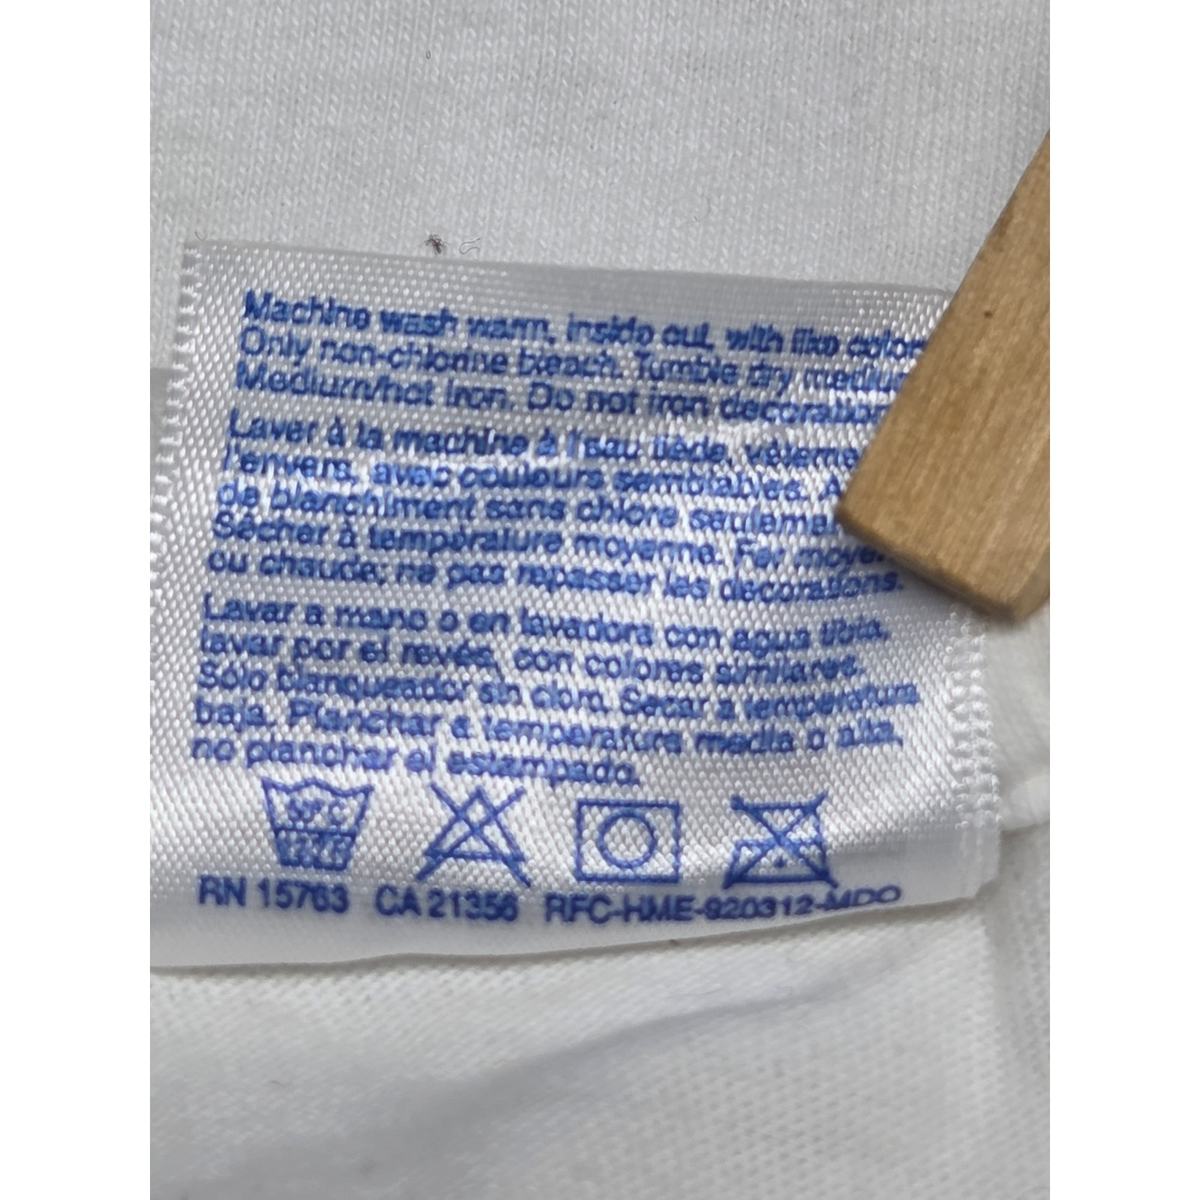 Machine wash warm, inside out, with like color
Only non-chlorine bleach. Tumble dry medium
Medium/hot iron. Do not iron decoration
Laver à la machine à l'eau tiède, vêteme
l'envers, avec couleurs semblables. A
de blanchiment sans chlore seuleme
Sécher à température moyenne. Fer moye
ou chaude; ne pas repasser les décorations.
Lavar a mano o en lavadora con agua tibia,
lavar por el revés, con colores similares.
Sólo blanqueador sin cloro. Secar a temperatura
baja. Planchar a temperatura media o alta,
no planchar el estampado.
RN 15763 CA 21356 RFC-HME-920312-MDO